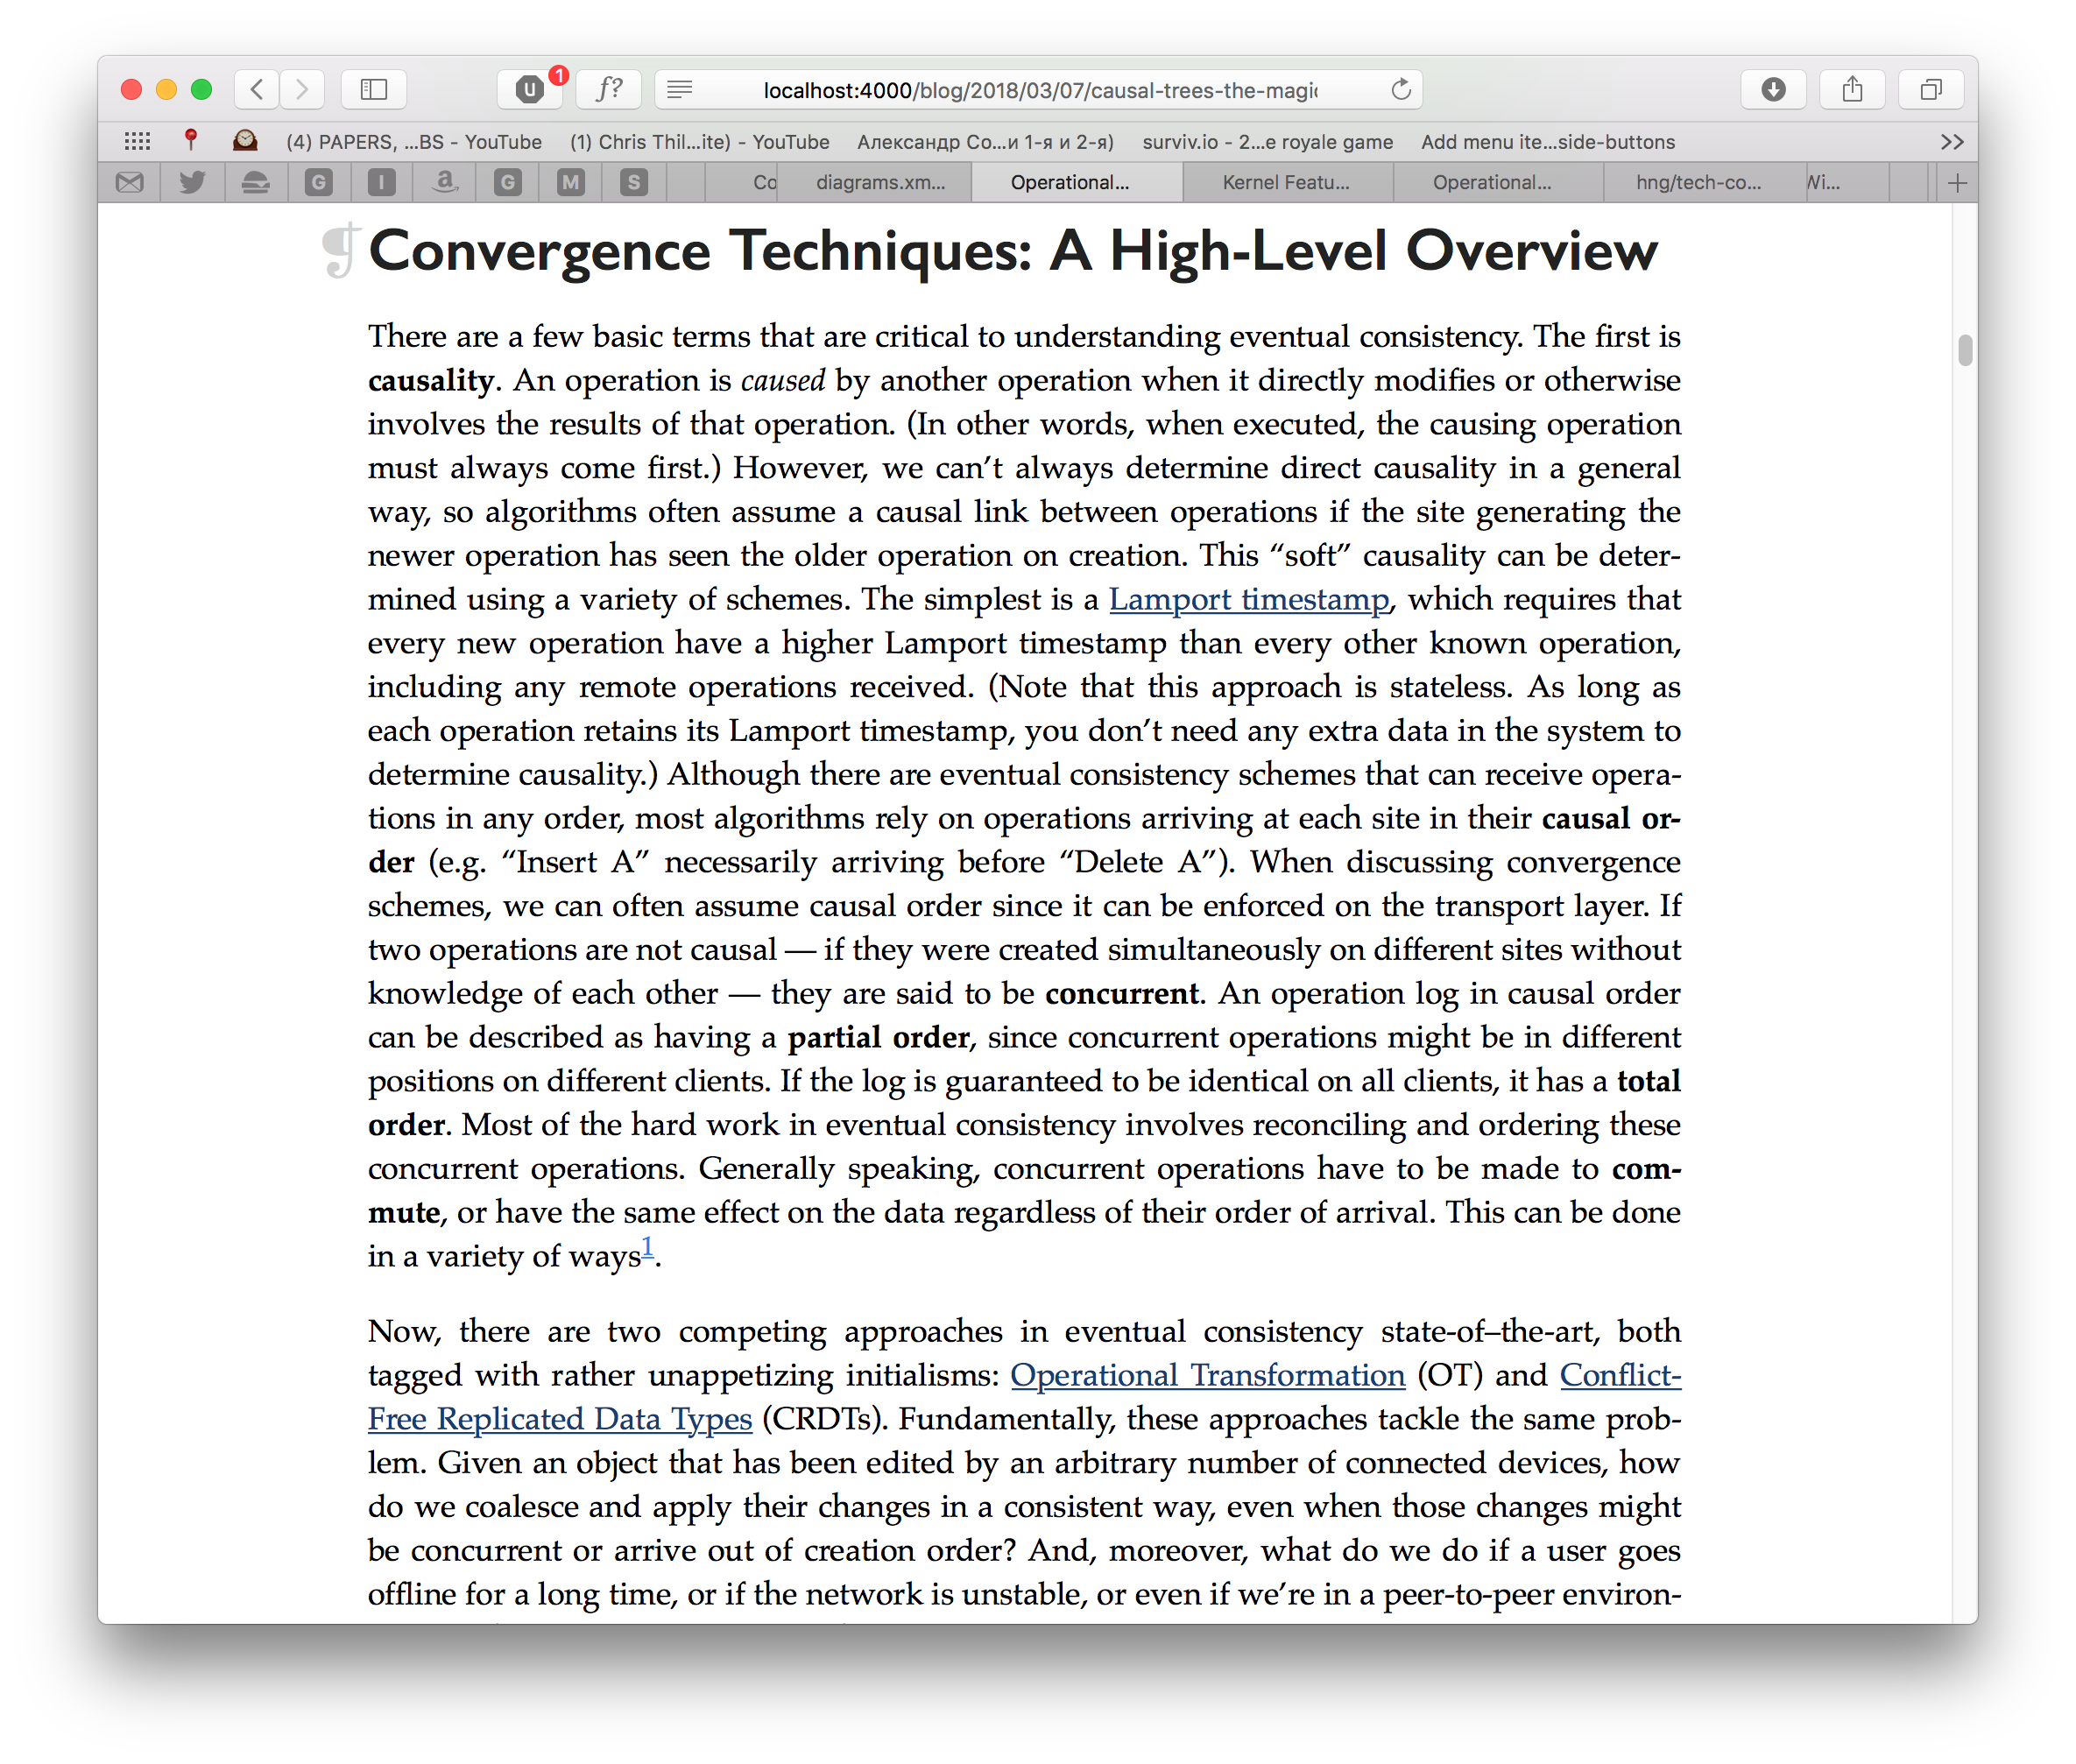 1
f?
localhost:4000/blog/2018/03/07/causal-trees-the-magic
(4) PAPERS, ...BS - YouTube
(1) Chris Thil...ite) - YouTube
Александр Со...и 1-я и 2-я)
surviv.io - 2...e royale game
Add menu ite...side-buttons
G
I
a
G
M
S
Co
diagrams.xm...
Operational...
Kernel Featu...
Operational...
hng/tech-co...
Wi...
¶ Convergence Techniques: A High-Level Overview
There are a few basic terms that are critical to understanding eventual consistency. The first is
causality. An operation is caused by another operation when it directly modifies or otherwise
involves the results of that operation. (In other words, when executed, the causing operation
must always come first.) However, we can’t always determine direct causality in a general
way, so algorithms often assume a causal link between operations if the site generating the
newer operation has seen the older operation on creation. This “soft” causality can be deter-
mined using a variety of schemes. The simplest is a Lamport timestamp, which requires that
every new operation have a higher Lamport timestamp than every other known operation,
including any remote operations received. (Note that this approach is stateless. As long as
each operation retains its Lamport timestamp, you don’t need any extra data in the system to
determine causality.) Although there are eventual consistency schemes that can receive opera-
tions in any order, most algorithms rely on operations arriving at each site in their causal or-
der (e.g. “Insert A” necessarily arriving before “Delete A”). When discussing convergence
schemes, we can often assume causal order since it can be enforced on the transport layer. If
two operations are not causal — if they were created simultaneously on different sites without
knowledge of each other — they are said to be concurrent. An operation log in causal order
can be described as having a partial order, since concurrent operations might be in different
positions on different clients. If the log is guaranteed to be identical on all clients, it has a total
order. Most of the hard work in eventual consistency involves reconciling and ordering these
concurrent operations. Generally speaking, concurrent operations have to be made to com-
mute, or have the same effect on the data regardless of their order of arrival. This can be done
in a variety of ways1.
Now, there are two competing approaches in eventual consistency state-of–the-art, both
tagged with rather unappetizing initialisms: Operational Transformation (OT) and Conflict-
Free Replicated Data Types (CRDTs). Fundamentally, these approaches tackle the same prob-
lem. Given an object that has been edited by an arbitrary number of connected devices, how
do we coalesce and apply their changes in a consistent way, even when those changes might
be concurrent or arrive out of creation order? And, moreover, what do we do if a user goes
offline for a long time, or if the network is unstable, or even if we’re in a peer-to-peer environ-